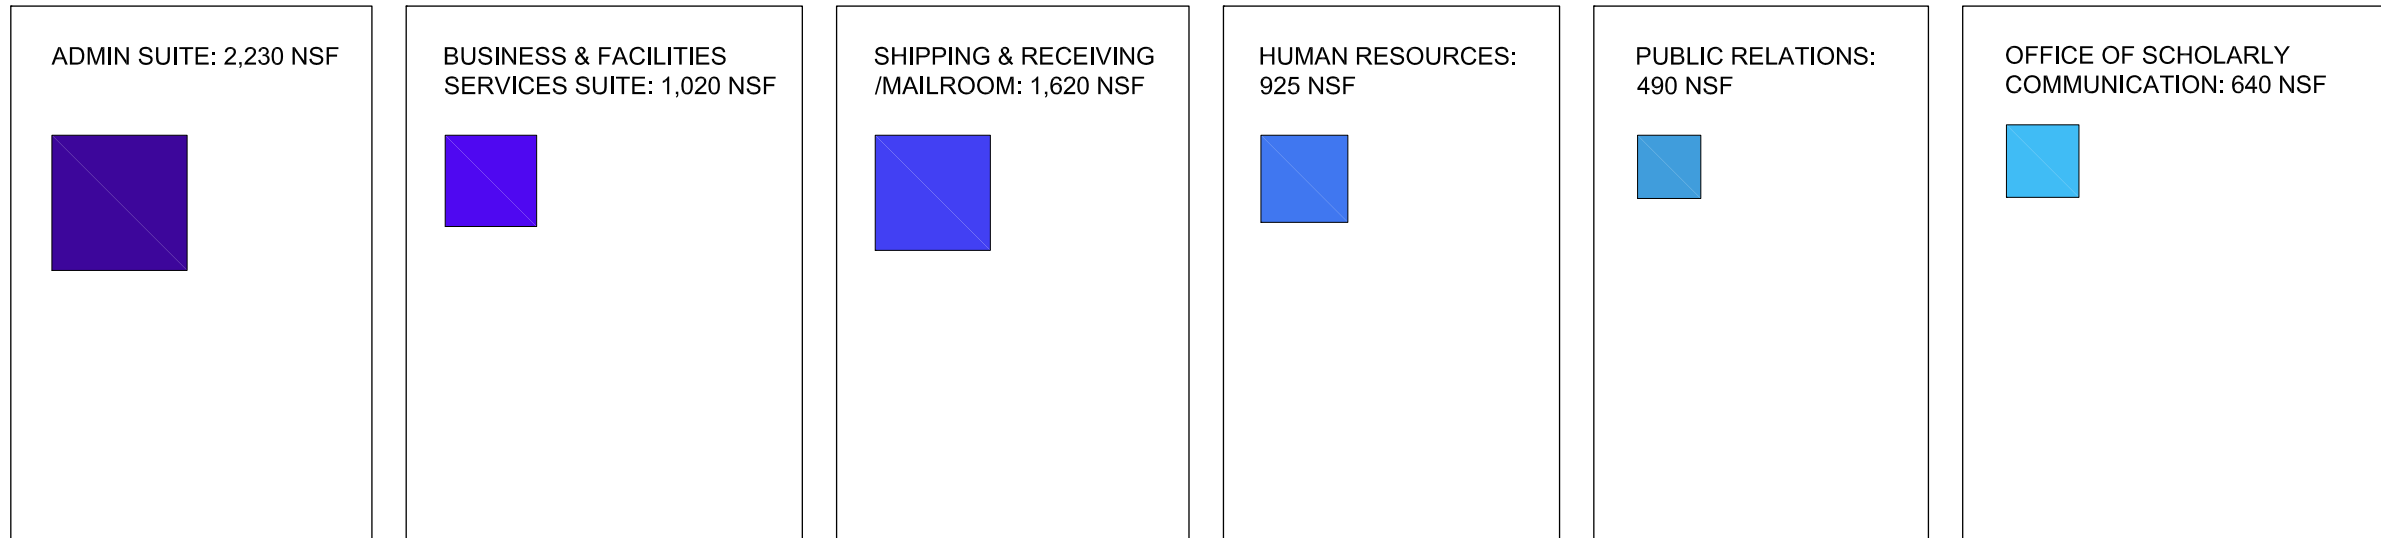 ADMIN SUITE: 2,230 NSF
BUSINESS & FACILITIES
SERVICES SUITE: 1,020 NSF
SHIPPING & RECEIVING
/MAILROOM: 1,620 NSF
HUMAN RESOURCES:
925 NSF
PUBLIC RELATIONS:
490 NSF
OFFICE OF SCHOLARLY
COMMUNICATION: 640 NSF